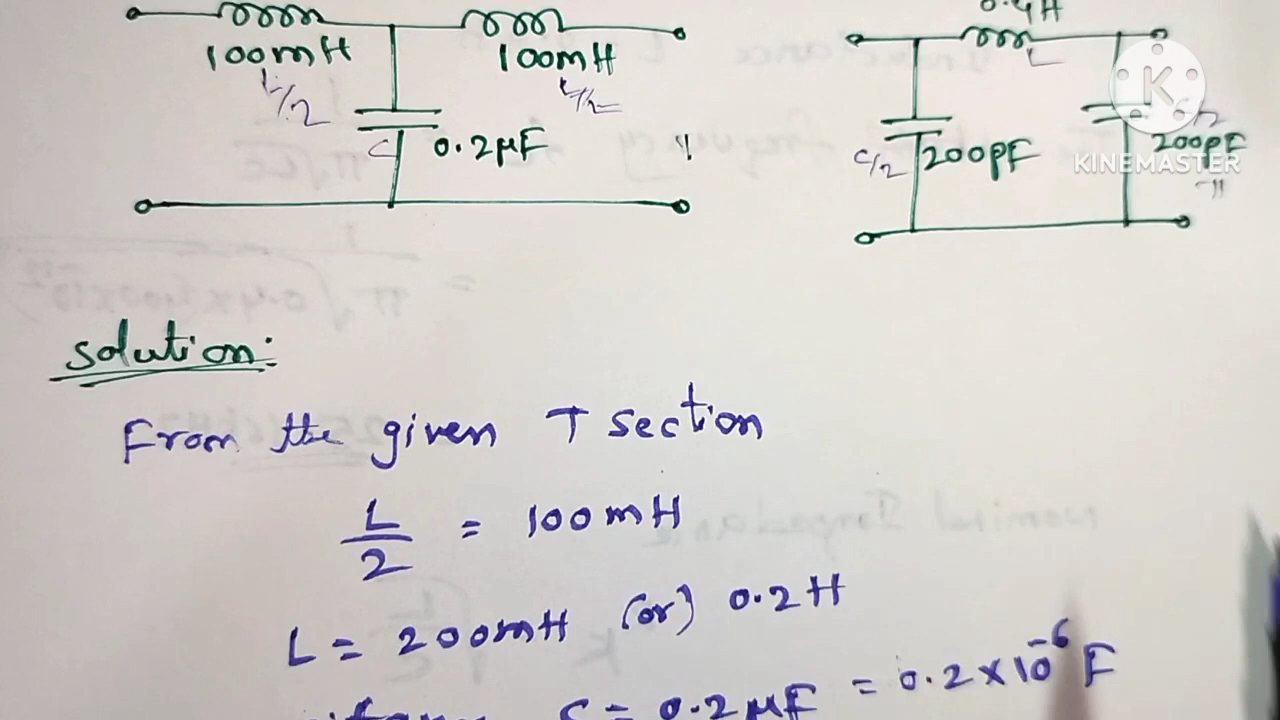 0.4H
100mH
100mH
L
L/2
L/2
C
0.2μF
C/2
200pF
C/2
200pF
K
KINEMASTER
solution:
From the given T section
L/2 = 100mH
L = 200mH (or) 0.2H
C = 0.2μF = 0.2×10⁻⁶ F